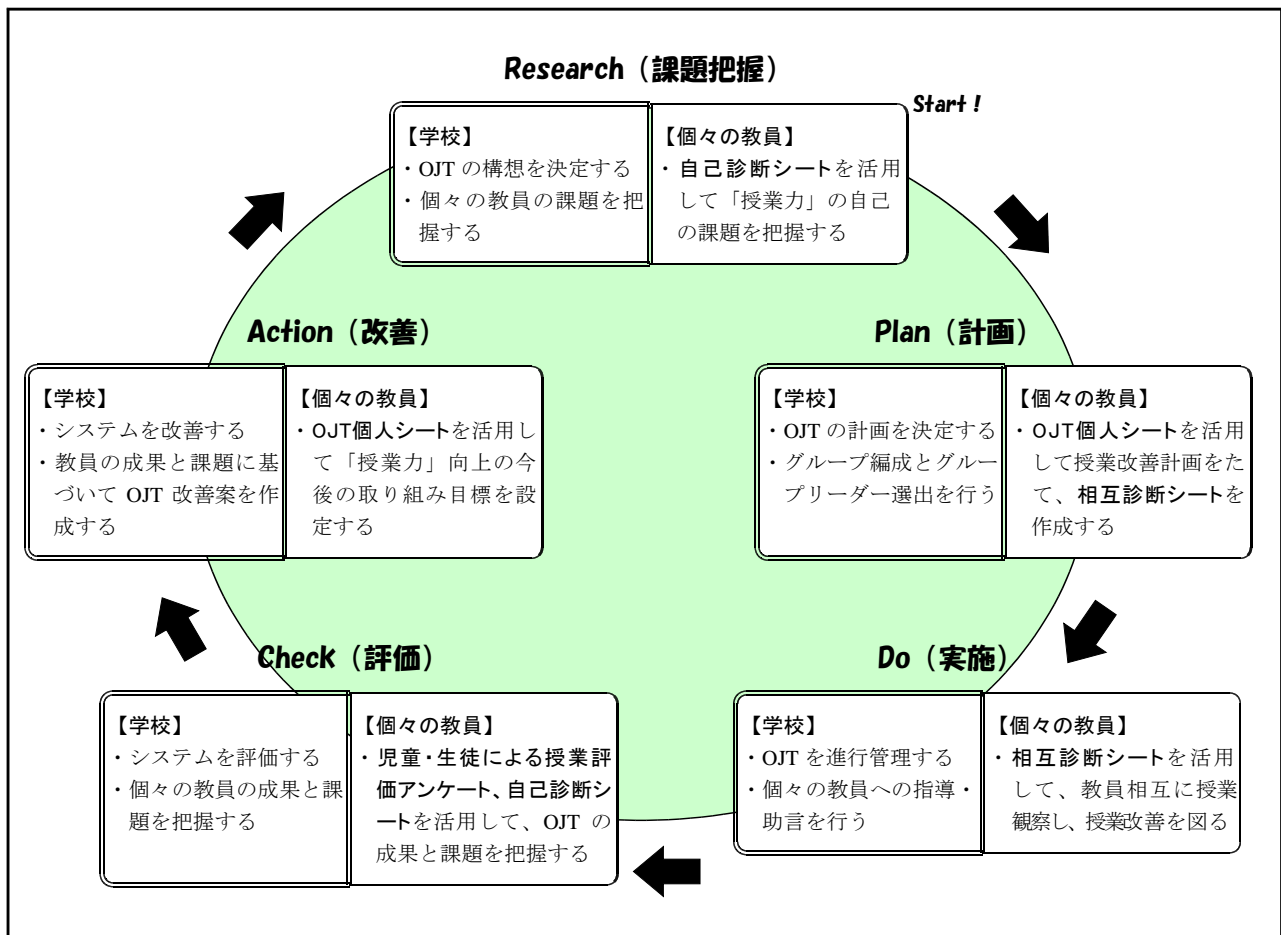 Research（課題把握）
Start！
【学校】
・OJT の構想を決定する
・個々の教員の課題を把
握する
【個々の教員】
・自己診断シートを活用
して「授業力」の自己
の課題を把握する
Action（改善）
【学校】
・システムを改善する
・教員の成果と課題に基
づいて OJT 改善案を作
成する
【個々の教員】
・OJT個人シートを活用し
て「授業力」向上の今
後の取り組み目標を設
定する
Plan（計画）
【学校】
・OJT の計画を決定する
・グループ編成とグルー
プリーダー選出を行う
【個々の教員】
・OJT個人シートを活用
して授業改善計画をた
て、相互診断シートを
作成する
Check（評価）
【学校】
・システムを評価する
・個々の教員の成果と課
題を把握する
【個々の教員】
・児童・生徒による授業評
価アンケート、自己診断シ
ートを活用して、OJT の
成果と課題を把握する
Do（実施）
【学校】
・OJT を進行管理する
・個々の教員への指導・
助言を行う
【個々の教員】
・相互診断シートを活用
して、教員相互に授業
観察し、授業改善を図る